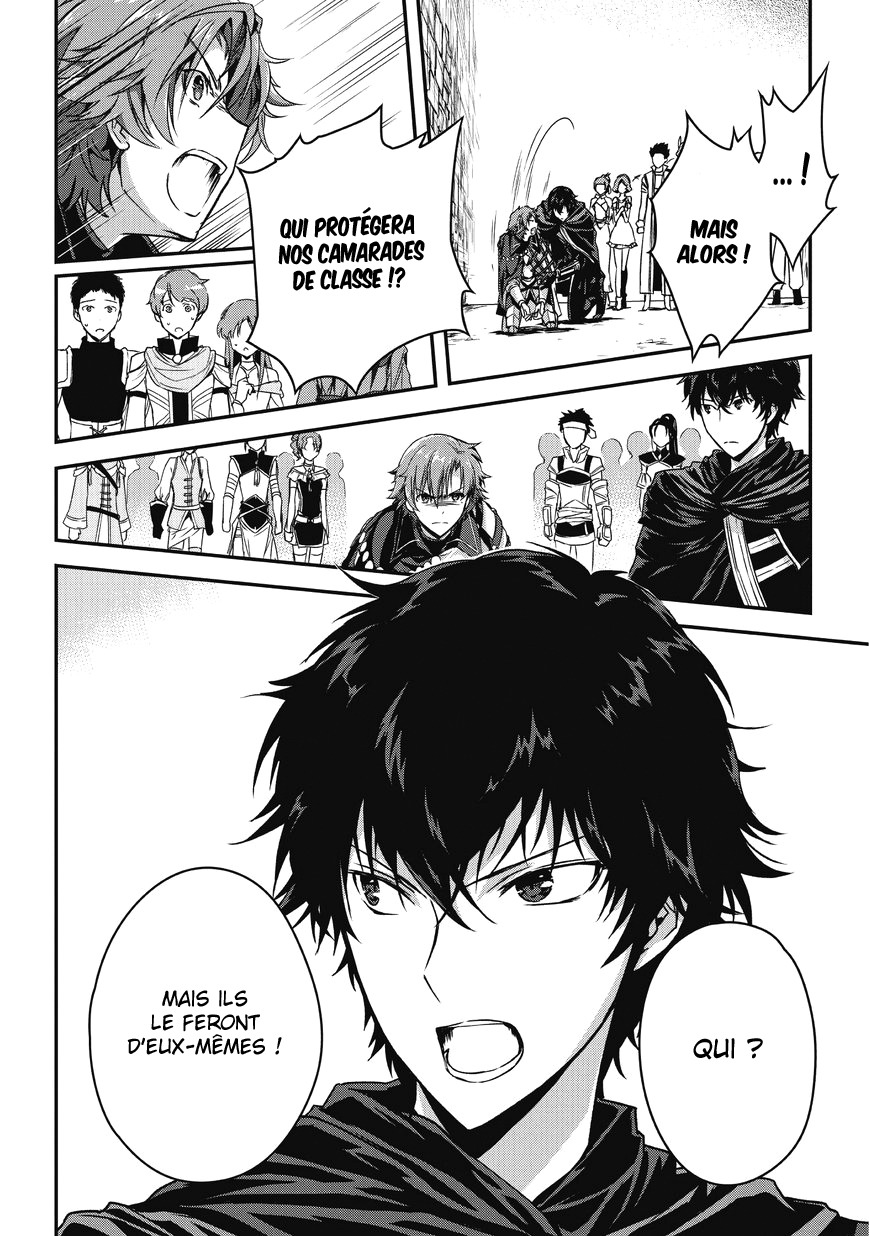 ... !
MAIS
ALORS !
QUI PROTÉGERA
NOS CAMARADES
DE CLASSE !?
QUI ?
MAIS ILS
LE FERONT
D'EUX-MÊMES !